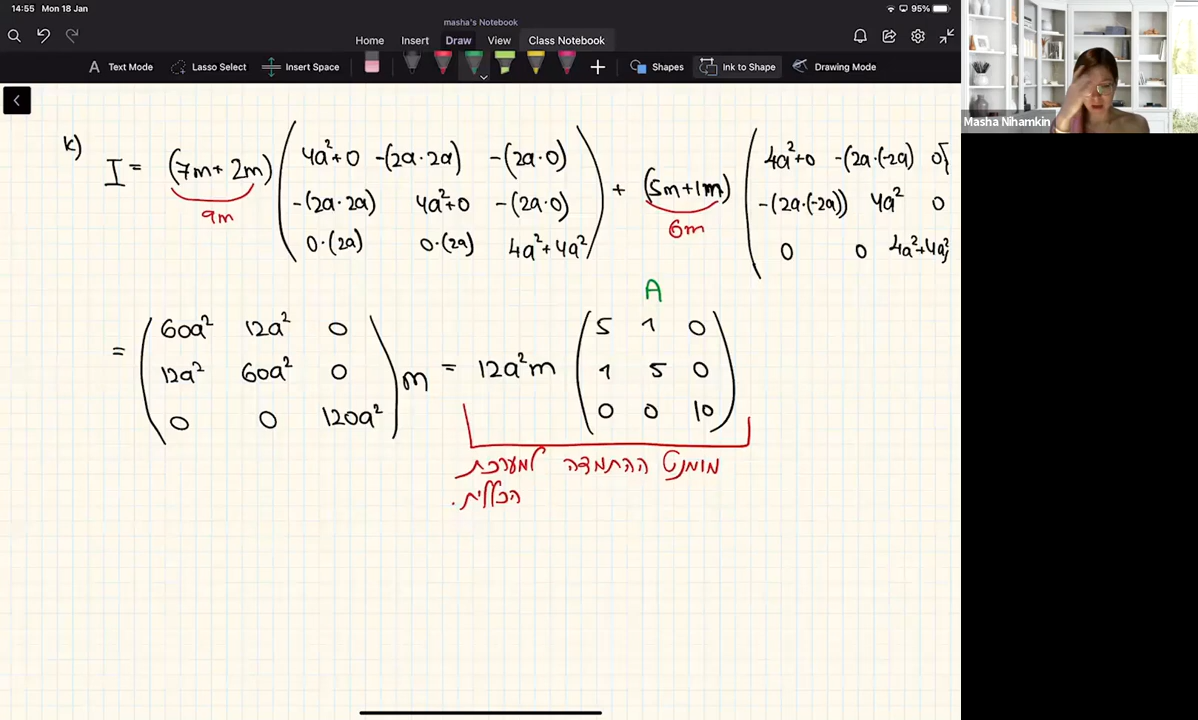 14:55 Mon 18 Jan
95%
masha's Notebook
Home Insert Draw View Class Notebook
Text Mode Lasso Select Insert Space Shapes Ink to Shape Drawing Mode
Masha Nihamkin
א)
I = (7m+2m) ( 4a²+0 -(2a·2a) -(2a·0) ) + (5m+1m) ( 4a²+0 -(2a·(-2a) 0
-(2a·2a) 4a²+0 -(2a·0) -(2a·(-2a)) 4a² 0
9m 6m
0·(2a) 0·(2a) 4a²+4a² 0 0 4a²+4a²
A
= ( 60a² 12a² 0 ) m = 12a²m ( 5 1 0 )
12a² 60a² 0 1 5 0
0 0 120a² 0 0 10
מומנט ההתמדה למערכת
הכללית.